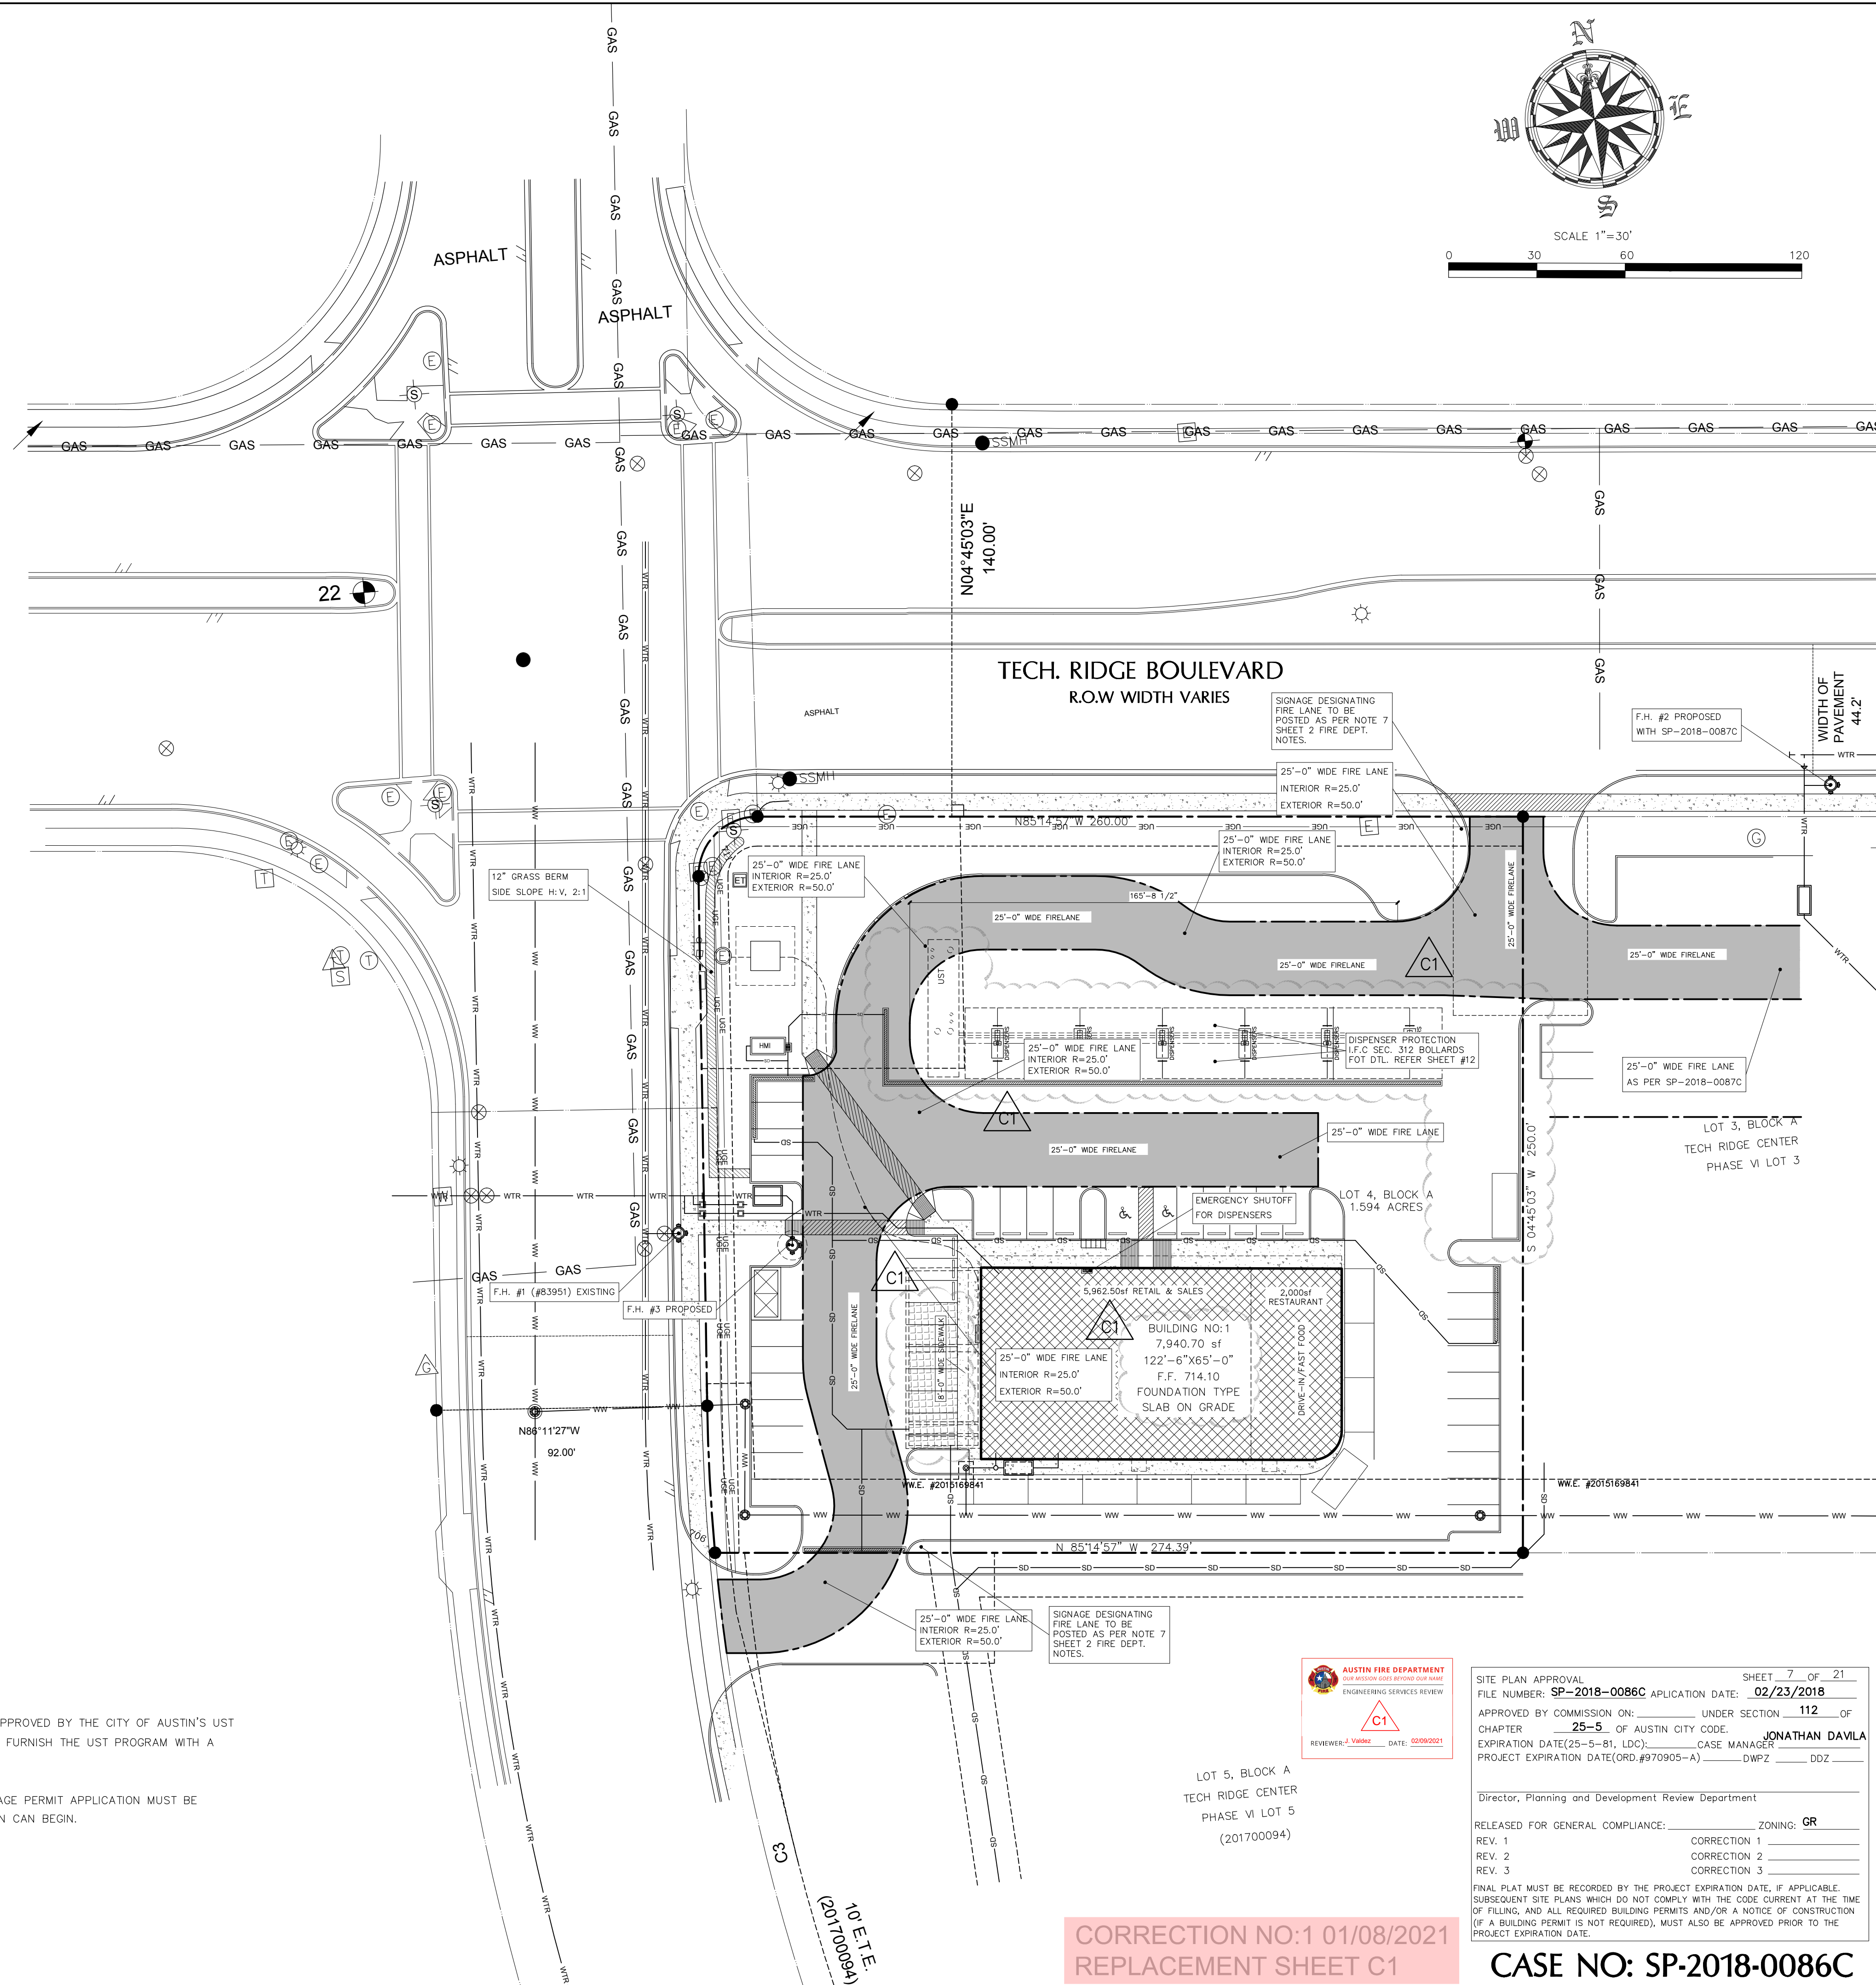 N
E
S
W
SCALE 1"=30'
0 30 60 120
GAS
ASPHALT
ASPHALT
SSMH
N04°45'03"E
140.00'
22
TECH. RIDGE BOULEVARD
R.O.W WIDTH VARIES
ASPHALT
SIGNAGE DESIGNATING
FIRE LANE TO BE
POSTED AS PER NOTE 7
SHEET 2 FIRE DEPT.
NOTES.
F.H. #2 PROPOSED
WITH SP-2018-0087C
WIDTH OF
PAVEMENT
44.2'
25'-0" WIDE FIRE LANE
INTERIOR R=25.0'
EXTERIOR R=50.0'
SSMH
N85°14'57"W 260.00'
25'-0" WIDE FIRE LANE
INTERIOR R=25.0'
EXTERIOR R=50.0'
25'-0" WIDE FIRE LANE
INTERIOR R=25.0'
EXTERIOR R=50.0'
12" GRASS BERM
SIDE SLOPE H:V, 2:1
ET
165'-8 1/2"
25'-0" WIDE FIRELANE
25'-0" WIDE FIRELANE
25'-0" WIDE FIRELANE
25'-0" WIDE FIRELANE
C1
UST
HMI
DISPENSERS
25'-0" WIDE FIRE LANE
INTERIOR R=25.0'
EXTERIOR R=50.0'
DISPENSER PROTECTION
I.F.C SEC. 312 BOLLARDS
FOT DTL. REFER SHEET #12
25'-0" WIDE FIRE LANE
AS PER SP-2018-0087C
C1
25'-0" WIDE FIRE LANE
25'-0" WIDE FIRELANE
LOT 3, BLOCK A
TECH RIDGE CENTER
PHASE VI LOT 3
S 04°45'03" W 250.0'
LOT 4, BLOCK A
1.594 ACRES
EMERGENCY SHUTOFF
FOR DISPENSERS
F.H. #1 (#83951) EXISTING
F.H. #3 PROPOSED
C1
25'-0" WIDE FIRELANE
8'-0" WIDE SIDEWALK
5,962.50sf RETAIL & SALES
2,000sf
RESTAURANT
C1
BUILDING NO:1
7,940.70 sf
122'-6"X65'-0"
F.F. 714.10
FOUNDATION TYPE
SLAB ON GRADE
DRIVE-IN/FAST FOOD
25'-0" WIDE FIRE LANE
INTERIOR R=25.0'
EXTERIOR R=50.0'
N86°11'27"W
92.00'
WW.E. #2015169841
WW.E. #2015169841
706
N 85°14'57" W 274.39'
25'-0" WIDE FIRE LANE
INTERIOR R=25.0'
EXTERIOR R=50.0'
SIGNAGE DESIGNATING
FIRE LANE TO BE
POSTED AS PER NOTE 7
SHEET 2 FIRE DEPT.
NOTES.
PPROVED BY THE CITY OF AUSTIN'S UST
FURNISH THE UST PROGRAM WITH A
AGE PERMIT APPLICATION MUST BE
N CAN BEGIN.
C3
10' E.T.E.
(201700094)
LOT 5, BLOCK A
TECH RIDGE CENTER
PHASE VI LOT 5
(201700094)
AUSTIN FIRE DEPARTMENT
OUR MISSION GOES BEYOND OUR NAME
ENGINEERING SERVICES REVIEW
C1
REVIEWER: J. Valdez DATE: 02/09/2021
SITE PLAN APPROVAL SHEET 7 OF 21
FILE NUMBER: SP-2018-0086C APLICATION DATE: 02/23/2018
APPROVED BY COMMISSION ON: UNDER SECTION 112 OF
CHAPTER 25-5 OF AUSTIN CITY CODE.
EXPIRATION DATE(25-5-81, LDC): CASE MANAGER JONATHAN DAVILA
PROJECT EXPIRATION DATE(ORD.#970905-A) DWPZ DDZ
Director, Planning and Development Review Department
RELEASED FOR GENERAL COMPLIANCE: ZONING: GR
REV. 1 CORRECTION 1
REV. 2 CORRECTION 2
REV. 3 CORRECTION 3
FINAL PLAT MUST BE RECORDED BY THE PROJECT EXPIRATION DATE, IF APPLICABLE.
SUBSEQUENT SITE PLANS WHICH DO NOT COMPLY WITH THE CODE CURRENT AT THE TIME
OF FILLING, AND ALL REQUIRED BUILDING PERMITS AND/OR A NOTICE OF CONSTRUCTION
(IF A BUILDING PERMIT IS NOT REQUIRED), MUST ALSO BE APPROVED PRIOR TO THE
PROJECT EXPIRATION DATE.
CORRECTION NO:1 01/08/2021
REPLACEMENT SHEET C1
CASE NO: SP-2018-0086C